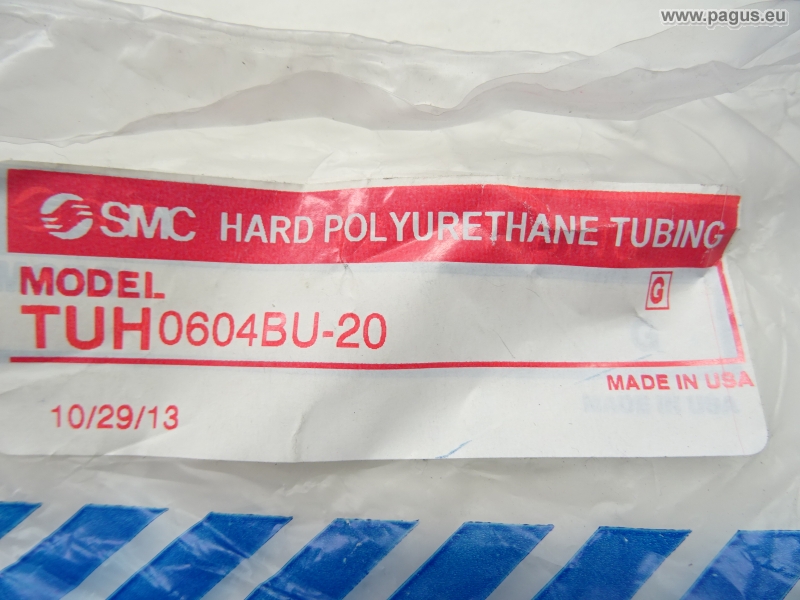 www.pagus.eu
SMC HARD POLYURETHANE TUBING
MODEL
G
TUH0604BU-20
MADE IN USA
10/29/13